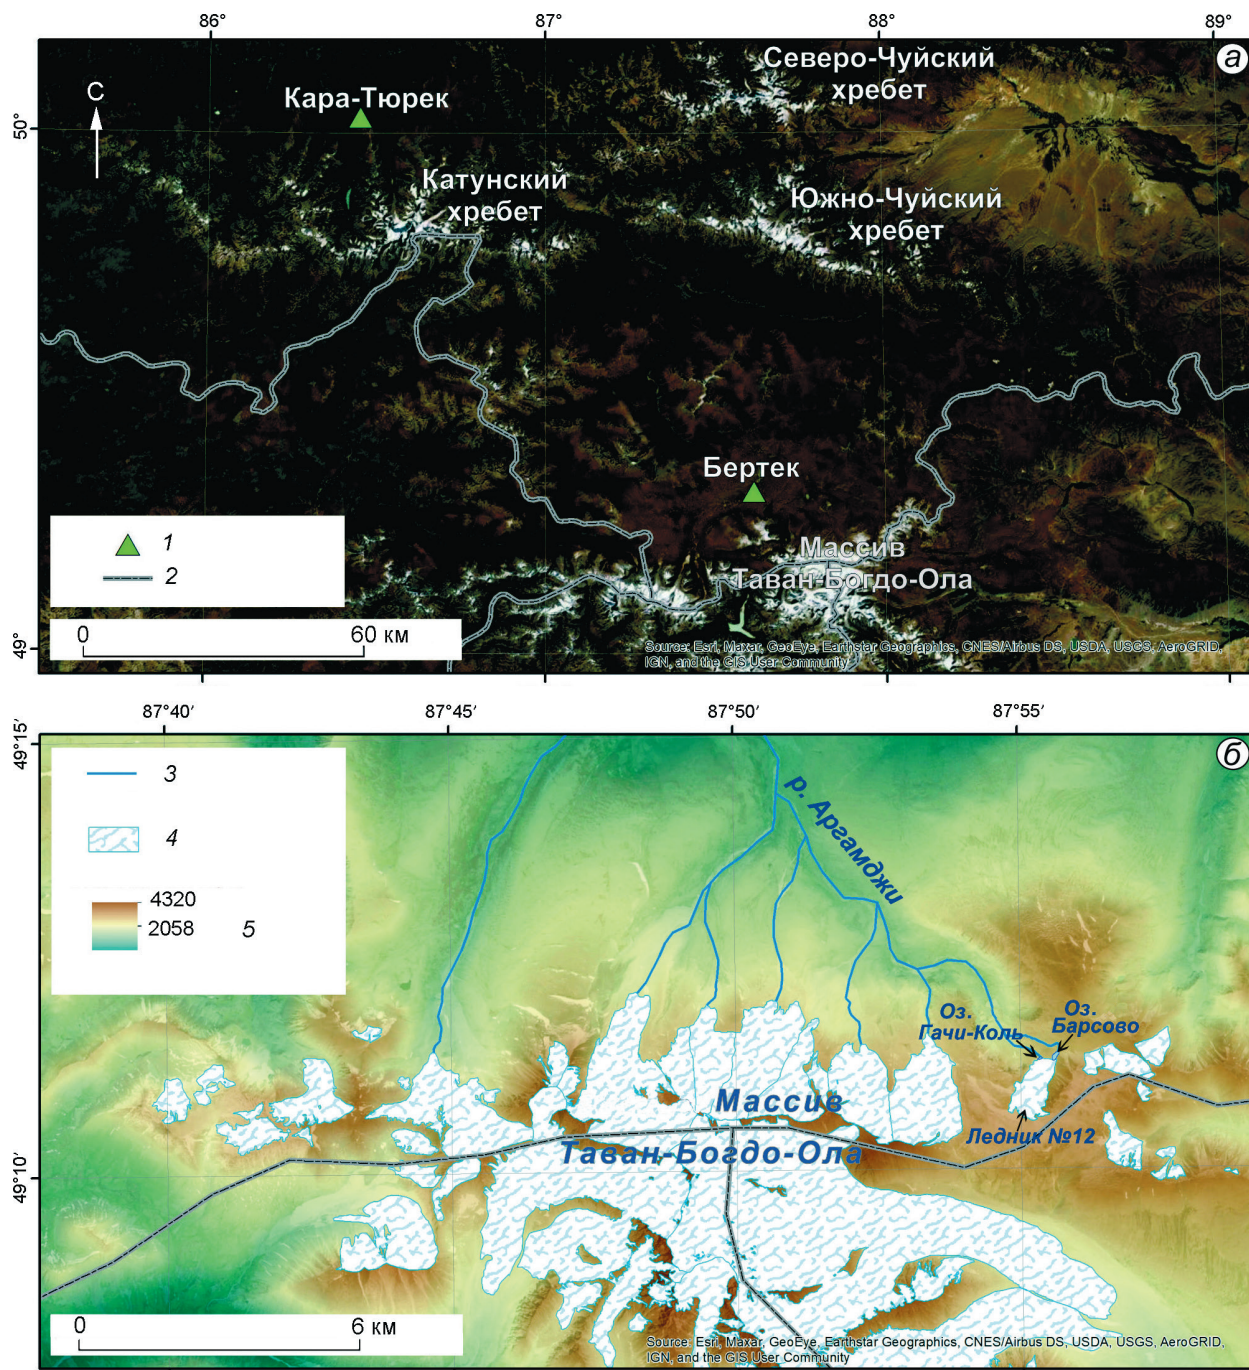 86°
87°
88°
89°
а
С
50°
49°
Кара-Тюрек
Катунский
хребет
Северо-Чуйский
хребет
Южно-Чуйский
хребет
Бертек
Массив
Таван-Богдо-Ола
1
2
0
60 км
Source: Esri, Maxar, GeoEye, Earthstar Geographics, CNES/Airbus DS, USDA, USGS, AeroGRID,
IGN, and the GIS User Community
87°40′
87°45′
87°50′
87°55′
49°15′
49°10′
б
3
4
4320
2058
5
р. Аргамджи
Оз.
Гачи-Коль
Оз.
Барсово
Ледник №12
Массив
Таван-Богдо-Ола
0
6 км
Source: Esri, Maxar, GeoEye, Earthstar Geographics, CNES/Airbus DS, USDA, USGS, AeroGRID,
IGN, and the GIS User Community